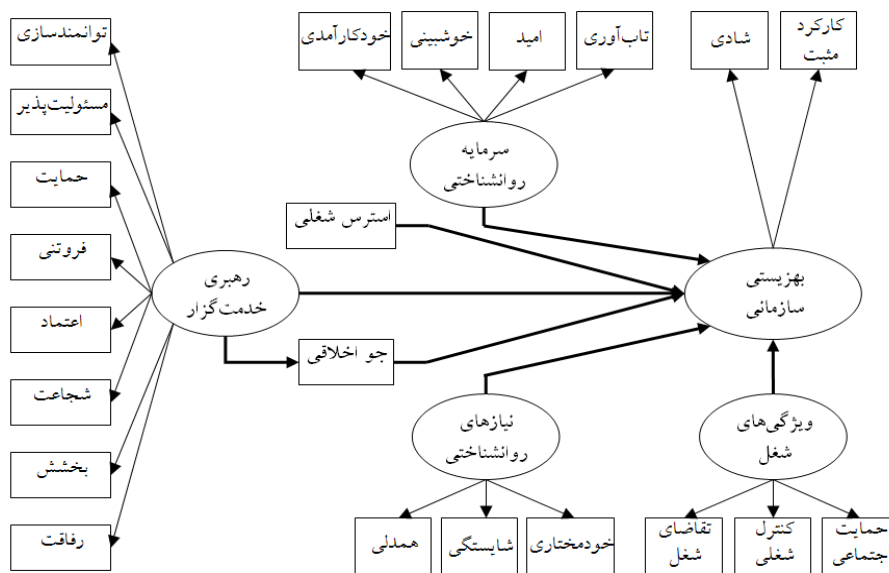 توانمندسازی
مسئولیت‌پذیر
حمایت
فروتنی
اعتماد
شجاعت
بخشش
رفاقت
رهبری
خدمت‌گزار
خودکارآمدی
خوشبینی
امید
تاب‌آوری
سرمایه
روانشناختی
استرس شغلی
جو اخلاقی
نیازهای
روانشناختی
همدلی
شایستگی
خودمختاری
شادی
کارکرد
مثبت
بهزیستی
سازمانی
ویژگی‌های
شغل
تقاضای
شغل
کنترل
شغلی
حمایت
جتماعی